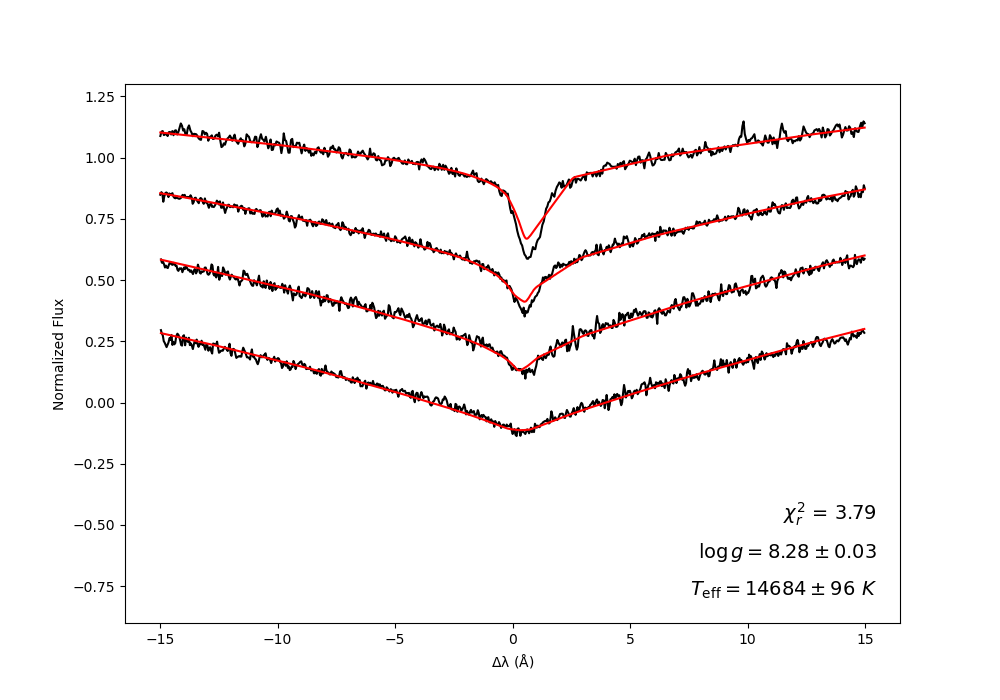 1.25
1.00
0.75
0.50
0.25
0.00
−0.25
−0.50
−0.75
Normalized Flux
χ²ᵣ = 3.79
log g = 8.28 ± 0.03
T_eff = 14684 ± 96 K
−15 −10 −5 0 5 10 15
Δλ (Å)